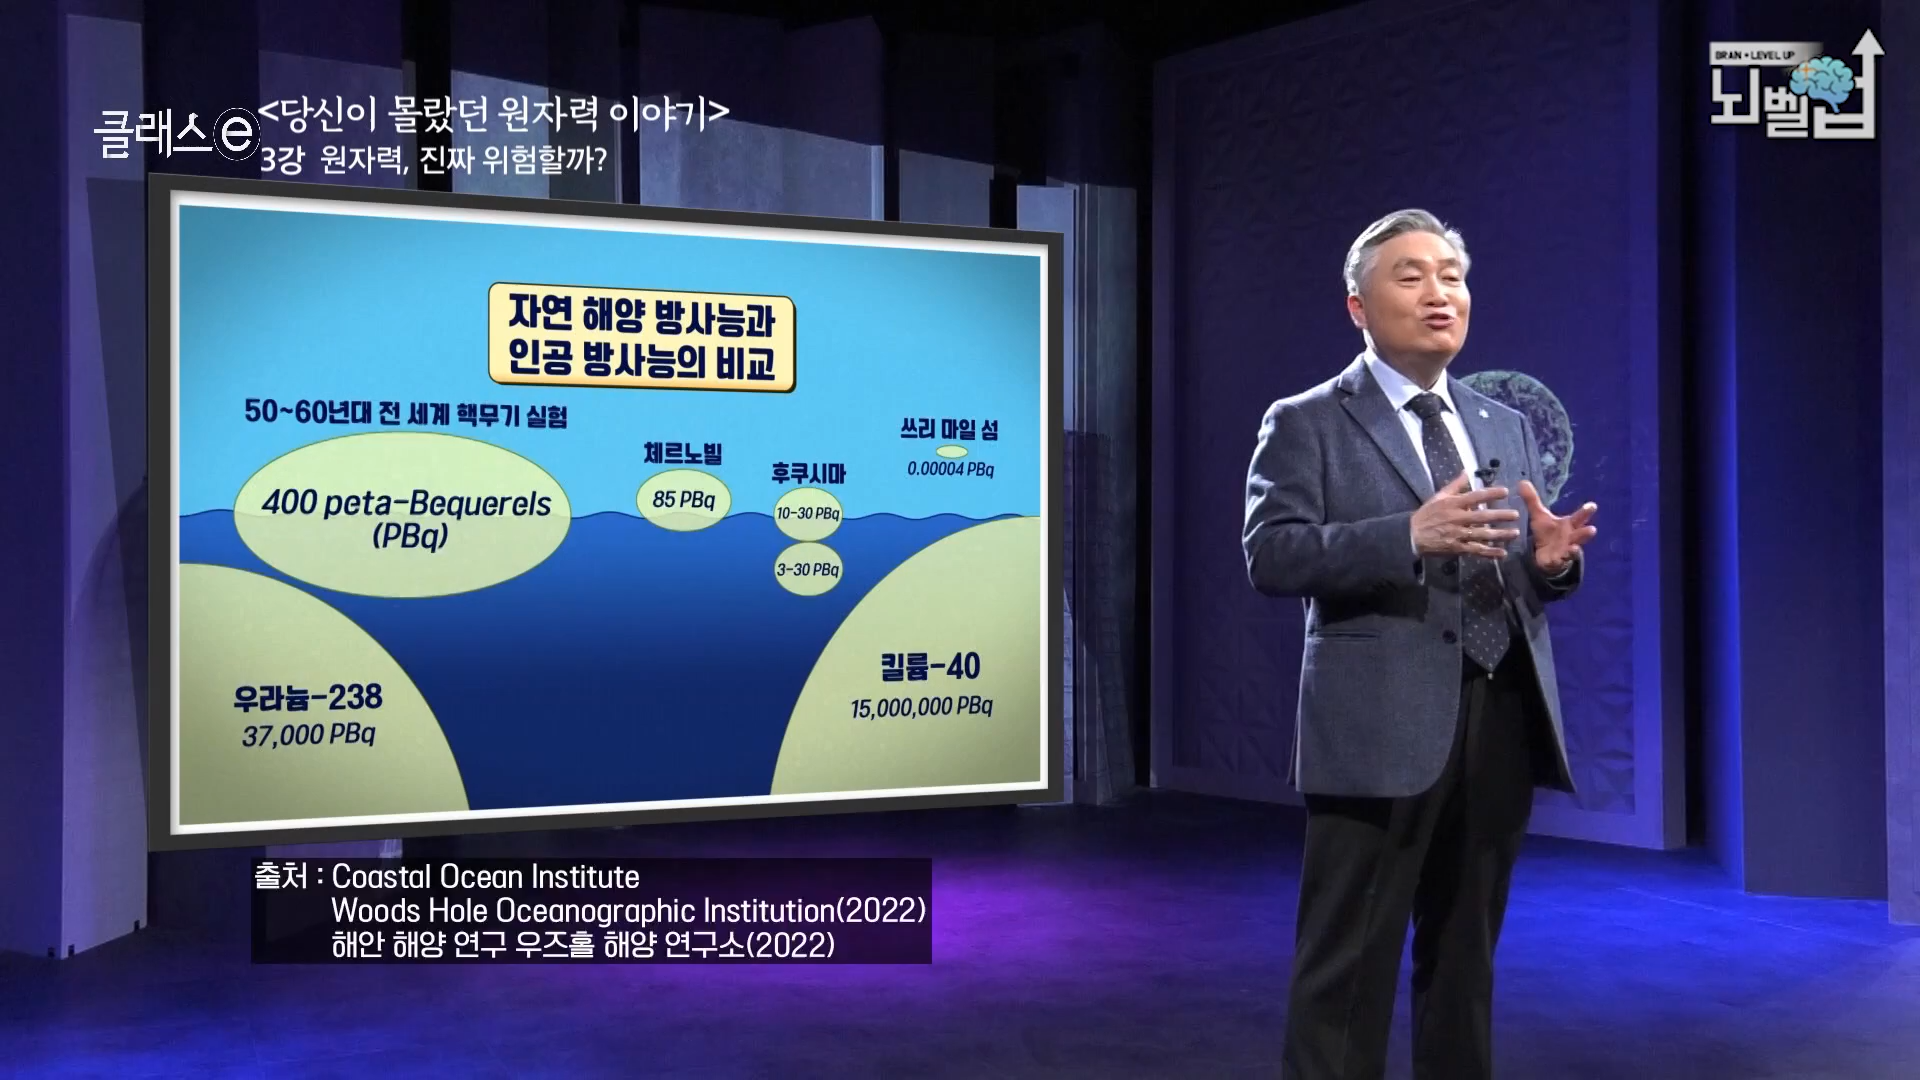 BRAIN + LEVEL UP
뇌벨업
클래스e
<당신이 몰랐던 원자력 이야기>
3강 원자력, 진짜 위험할까?
자연 해양 방사능과
인공 방사능의 비교
50~60년대 전 세계 핵무기 실험
400 peta-Bequerels
(PBq)
체르노빌
85 PBq
후쿠시마
10-30 PBq
3-30 PBq
쓰리 마일 섬
0.00004 PBq
우라늄-238
37,000 PBq
킬륨-40
15,000,000 PBq
출처 : Coastal Ocean Institute
Woods Hole Oceanographic Institution(2022)
해안 해양 연구 우즈홀 해양 연구소(2022)